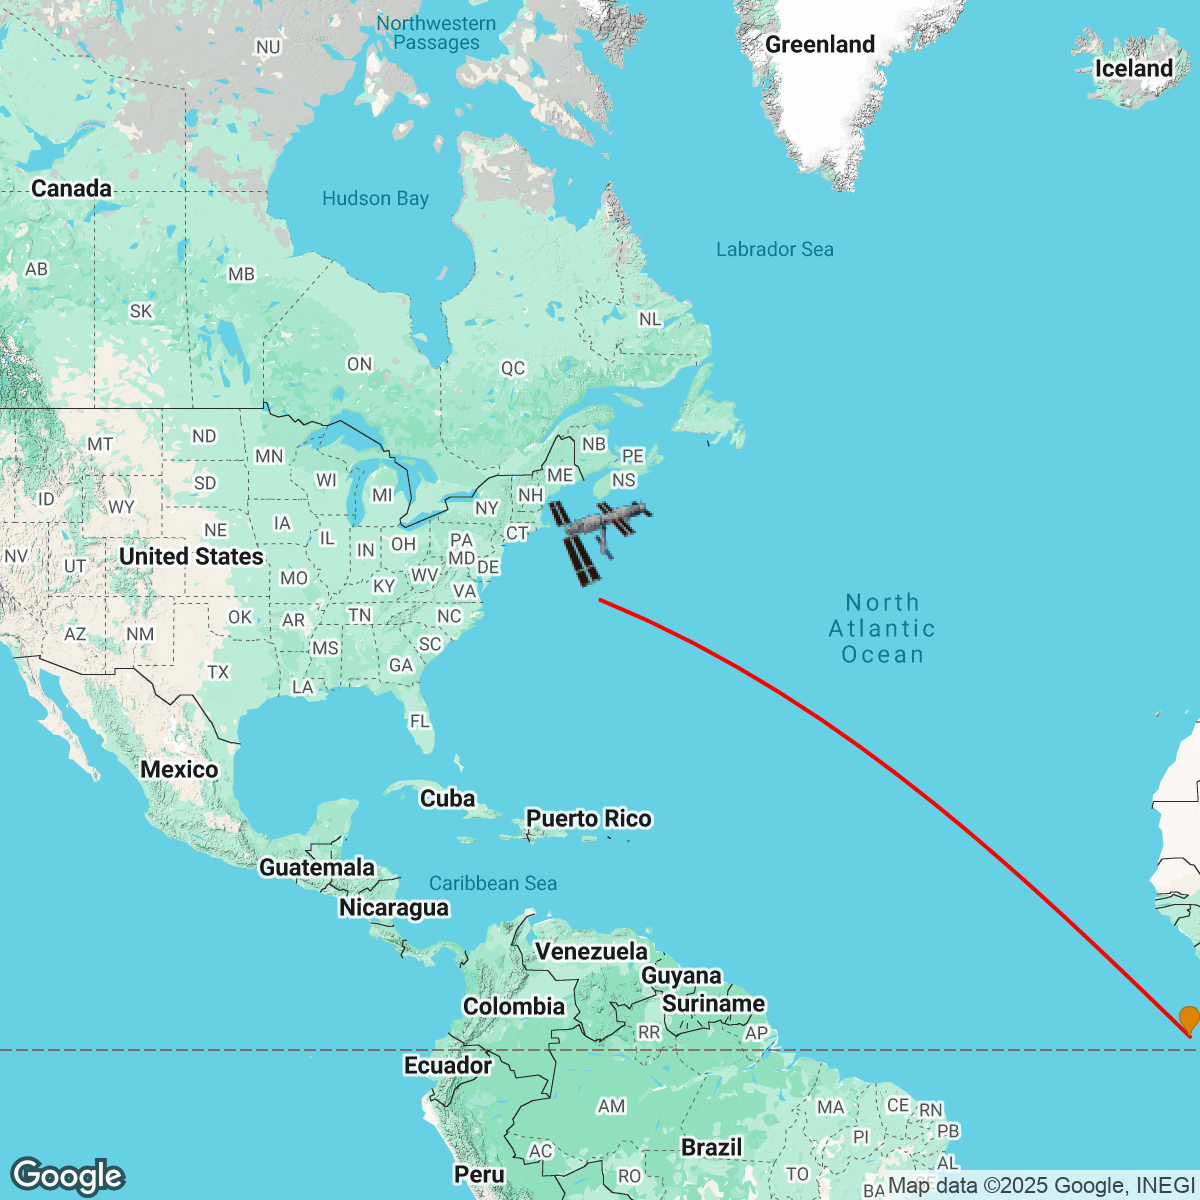 Northwestern
Passages
NU
Greenland
Iceland
Canada
Hudson Bay
Labrador Sea
AB
MB
SK
NL
ON
QC
MT
ND
MN
NB
PE
ID
WY
SD
WI
MI
ME
NS
NH
NY
NV
UT
NE
IA
IL
IN
OH
PA
CT
United States
MD
DE
MO
KY
WV
VA
AZ
NM
OK
AR
TN
NC
North
Atlantic
Ocean
TX
MS
SC
GA
LA
FL
Mexico
Cuba
Puerto Rico
Guatemala
Caribbean Sea
Nicaragua
Venezuela
Guyana
Colombia
Suriname
RR
AP
Ecuador
AM
MA
CE
RN
PB
PI
AC
Brazil
AL
Peru
RO
TO
BA
Google
Map data ©2025 Google, INEGI